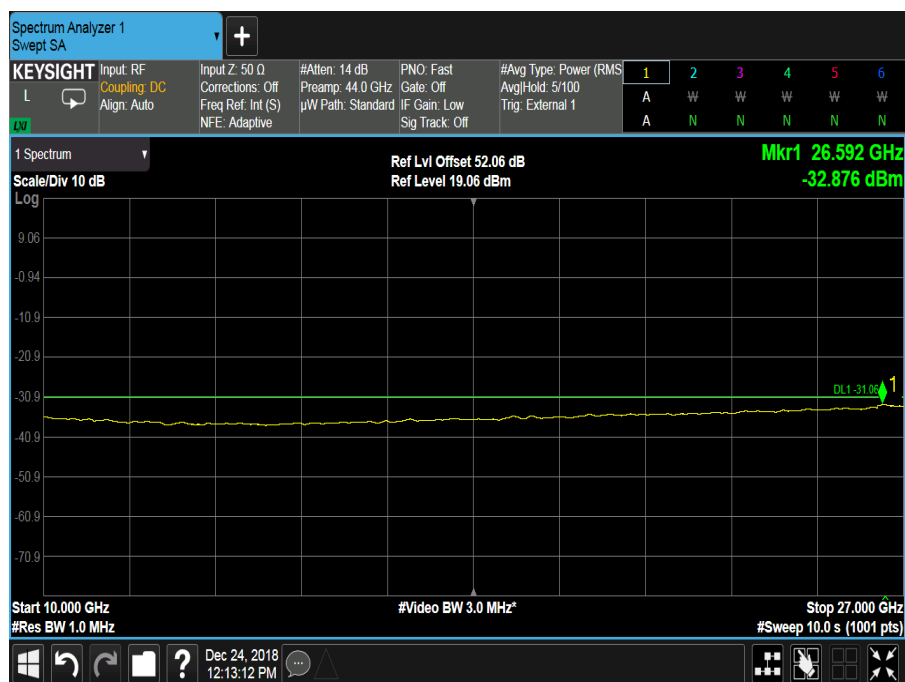 Spectrum Analyzer 1
Swept SA
+
KEYSIGHT
L
LXI
Input: RF
Coupling: DC
Align: Auto
Input Z: 50 Ω
Corrections: Off
Freq Ref: Int (S)
NFE: Adaptive
#Atten: 14 dB
Preamp: 44.0 GHz
µW Path: Standard
PNO: Fast
Gate: Off
IF Gain: Low
Sig Track: Off
#Avg Type: Power (RMS
Avg|Hold: 5/100
Trig: External 1
1 2 3 4 5 6
A W W W W W
A N N N N N
1 Spectrum
Scale/Div 10 dB
Log
Ref Lvl Offset 52.06 dB
Ref Level 19.06 dBm
Mkr1 26.592 GHz
-32.876 dBm
9.06
-0.94
-10.9
-20.9
-30.9
DL1 -31.06
1
-40.9
-50.9
-60.9
-70.9
Start 10.000 GHz
#Res BW 1.0 MHz
#Video BW 3.0 MHz*
Stop 27.000 GHz
#Sweep 10.0 s (1001 pts)
?
Dec 24, 2018
12:13:12 PM